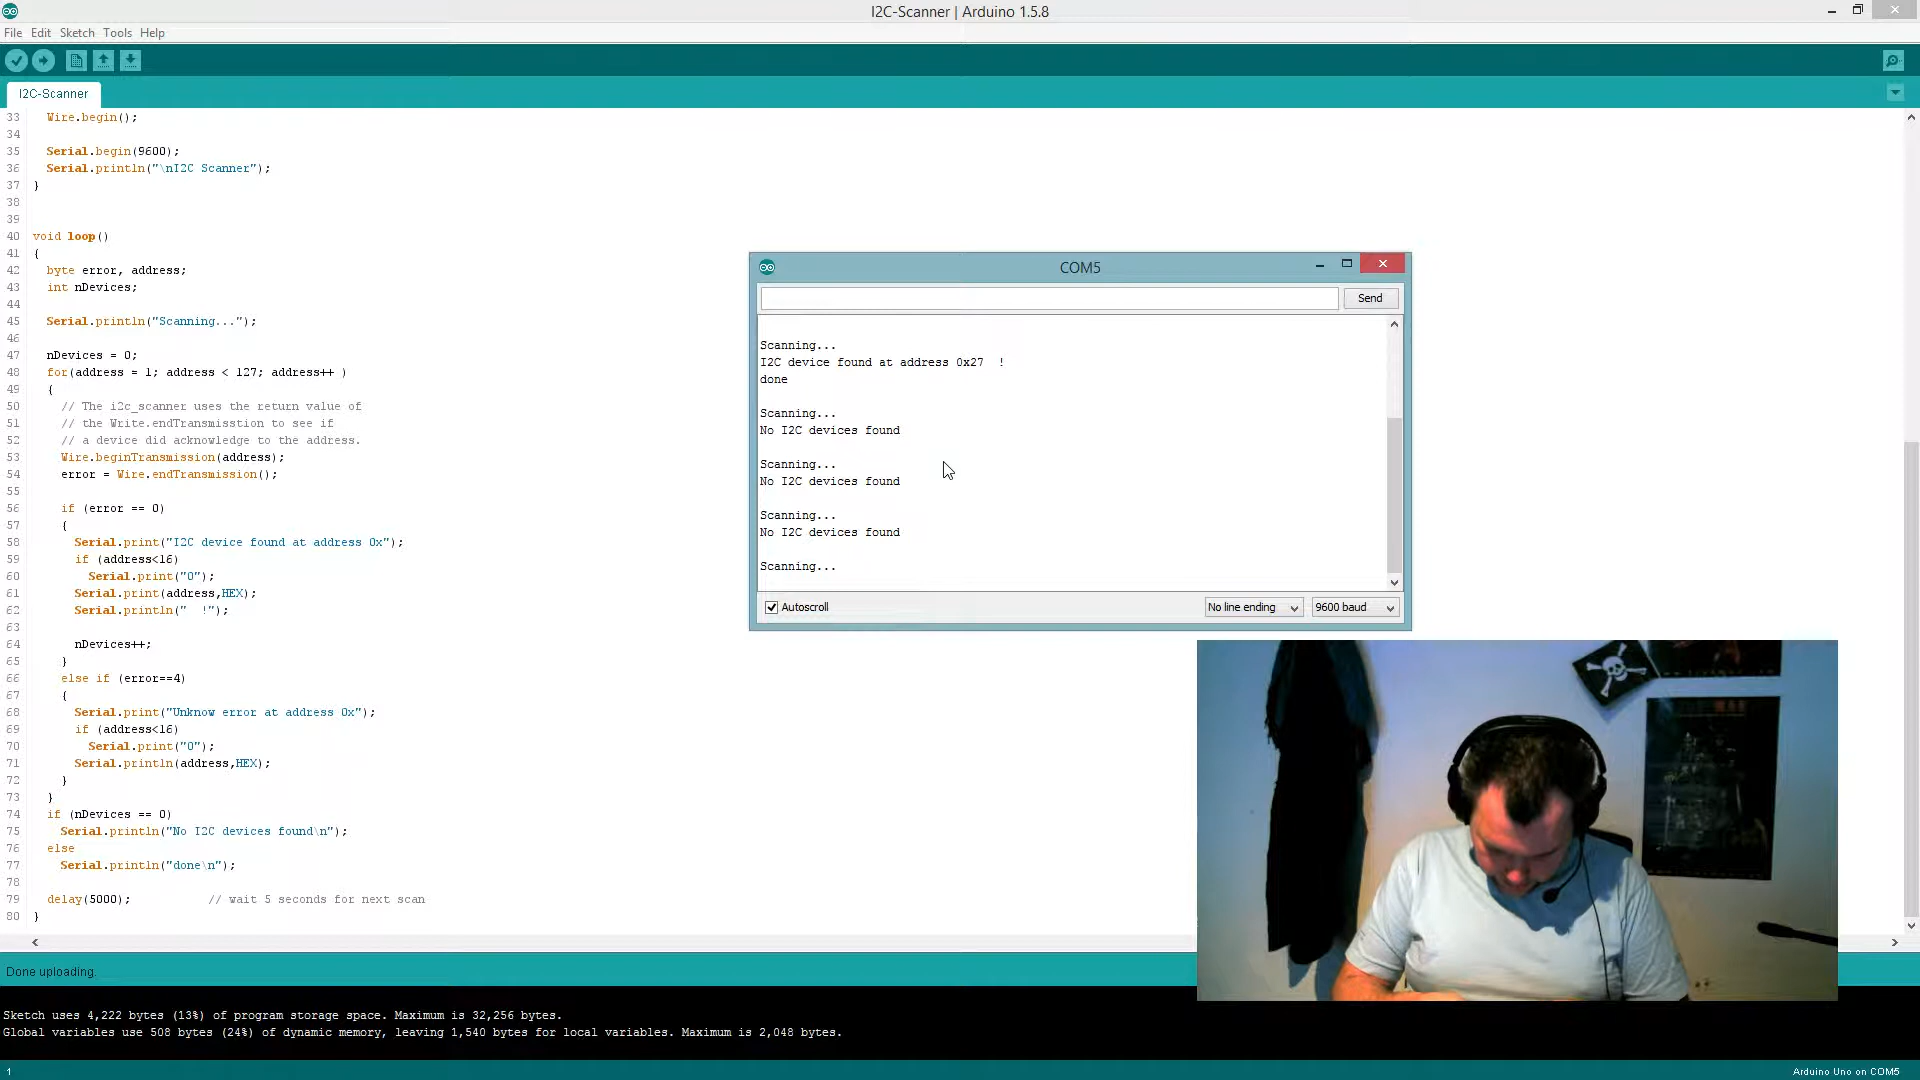 I2C-Scanner | Arduino 1.5.8
File Edit Sketch Tools Help
I2C-Scanner
33 Wire.begin();
34
35 Serial.begin(9600);
36 Serial.println("\nI2C Scanner");
37 }
38
39
40 void loop()
41 {
42 byte error, address;
43 int nDevices;
44
45 Serial.println("Scanning...");
46
47 nDevices = 0;
48 for(address = 1; address < 127; address++ )
49 {
50 // The i2c_scanner uses the return value of
51 // the Write.endTransmisstion to see if
52 // a device did acknowledge to the address.
53 Wire.beginTransmission(address);
54 error = Wire.endTransmission();
55
56 if (error == 0)
57 {
58 Serial.print("I2C device found at address 0x");
59 if (address<16)
60 Serial.print("0");
61 Serial.print(address,HEX);
62 Serial.println("  !");
63
64 nDevices++;
65 }
66 else if (error==4)
67 {
68 Serial.print("Unknow error at address 0x");
69 if (address<16)
70 Serial.print("0");
71 Serial.println(address,HEX);
72 }
73 }
74 if (nDevices == 0)
75 Serial.println("No I2C devices found\n");
76 else
77 Serial.println("done\n");
78
79 delay(5000); // wait 5 seconds for next scan
80 }
COM5
Send
Scanning...
I2C device found at address 0x27  !
done
Scanning...
No I2C devices found
Scanning...
No I2C devices found
Scanning...
No I2C devices found
Scanning...
Autoscroll No line ending 9600 baud
Done uploading.
Sketch uses 4,222 bytes (13%) of program storage space. Maximum is 32,256 bytes.
Global variables use 508 bytes (24%) of dynamic memory, leaving 1,540 bytes for local variables. Maximum is 2,048 bytes.
1 Arduino Uno on COM5